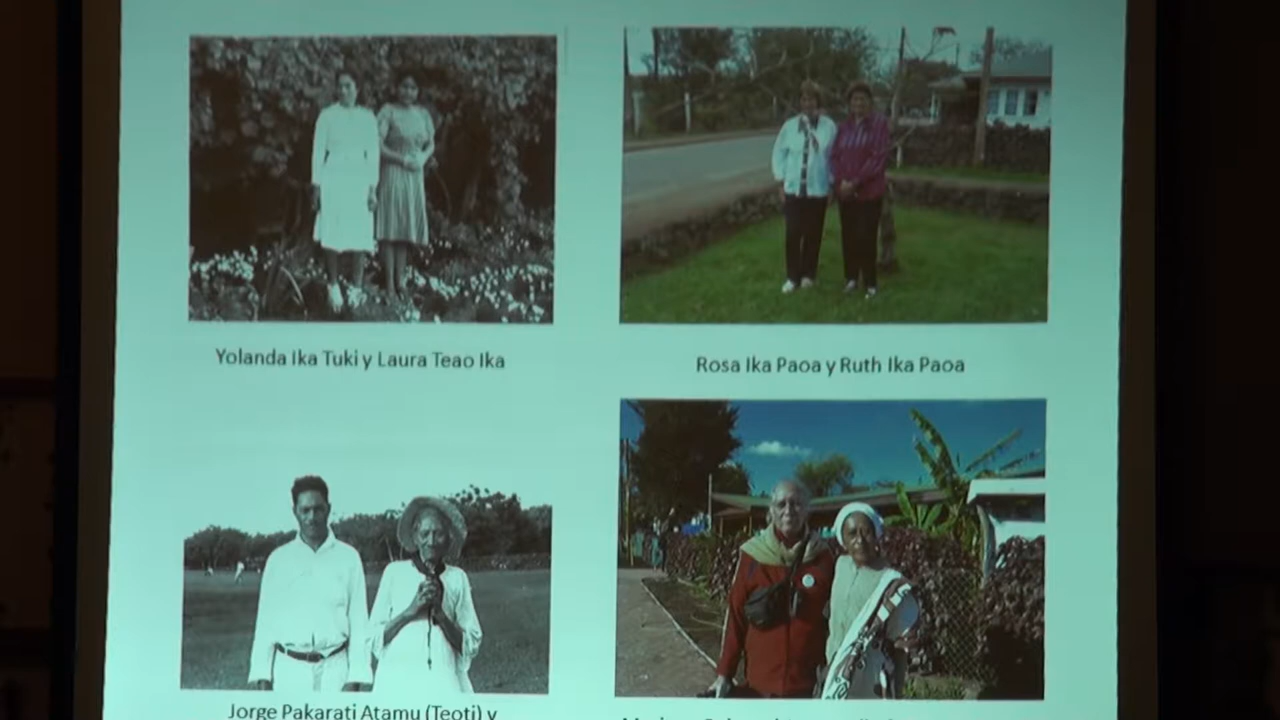 Yolanda Ika Tuki y Laura Teao Ika
Rosa Ika Paoa y Ruth Ika Paoa
Jorge Pakarati Atamu (Teoti) y